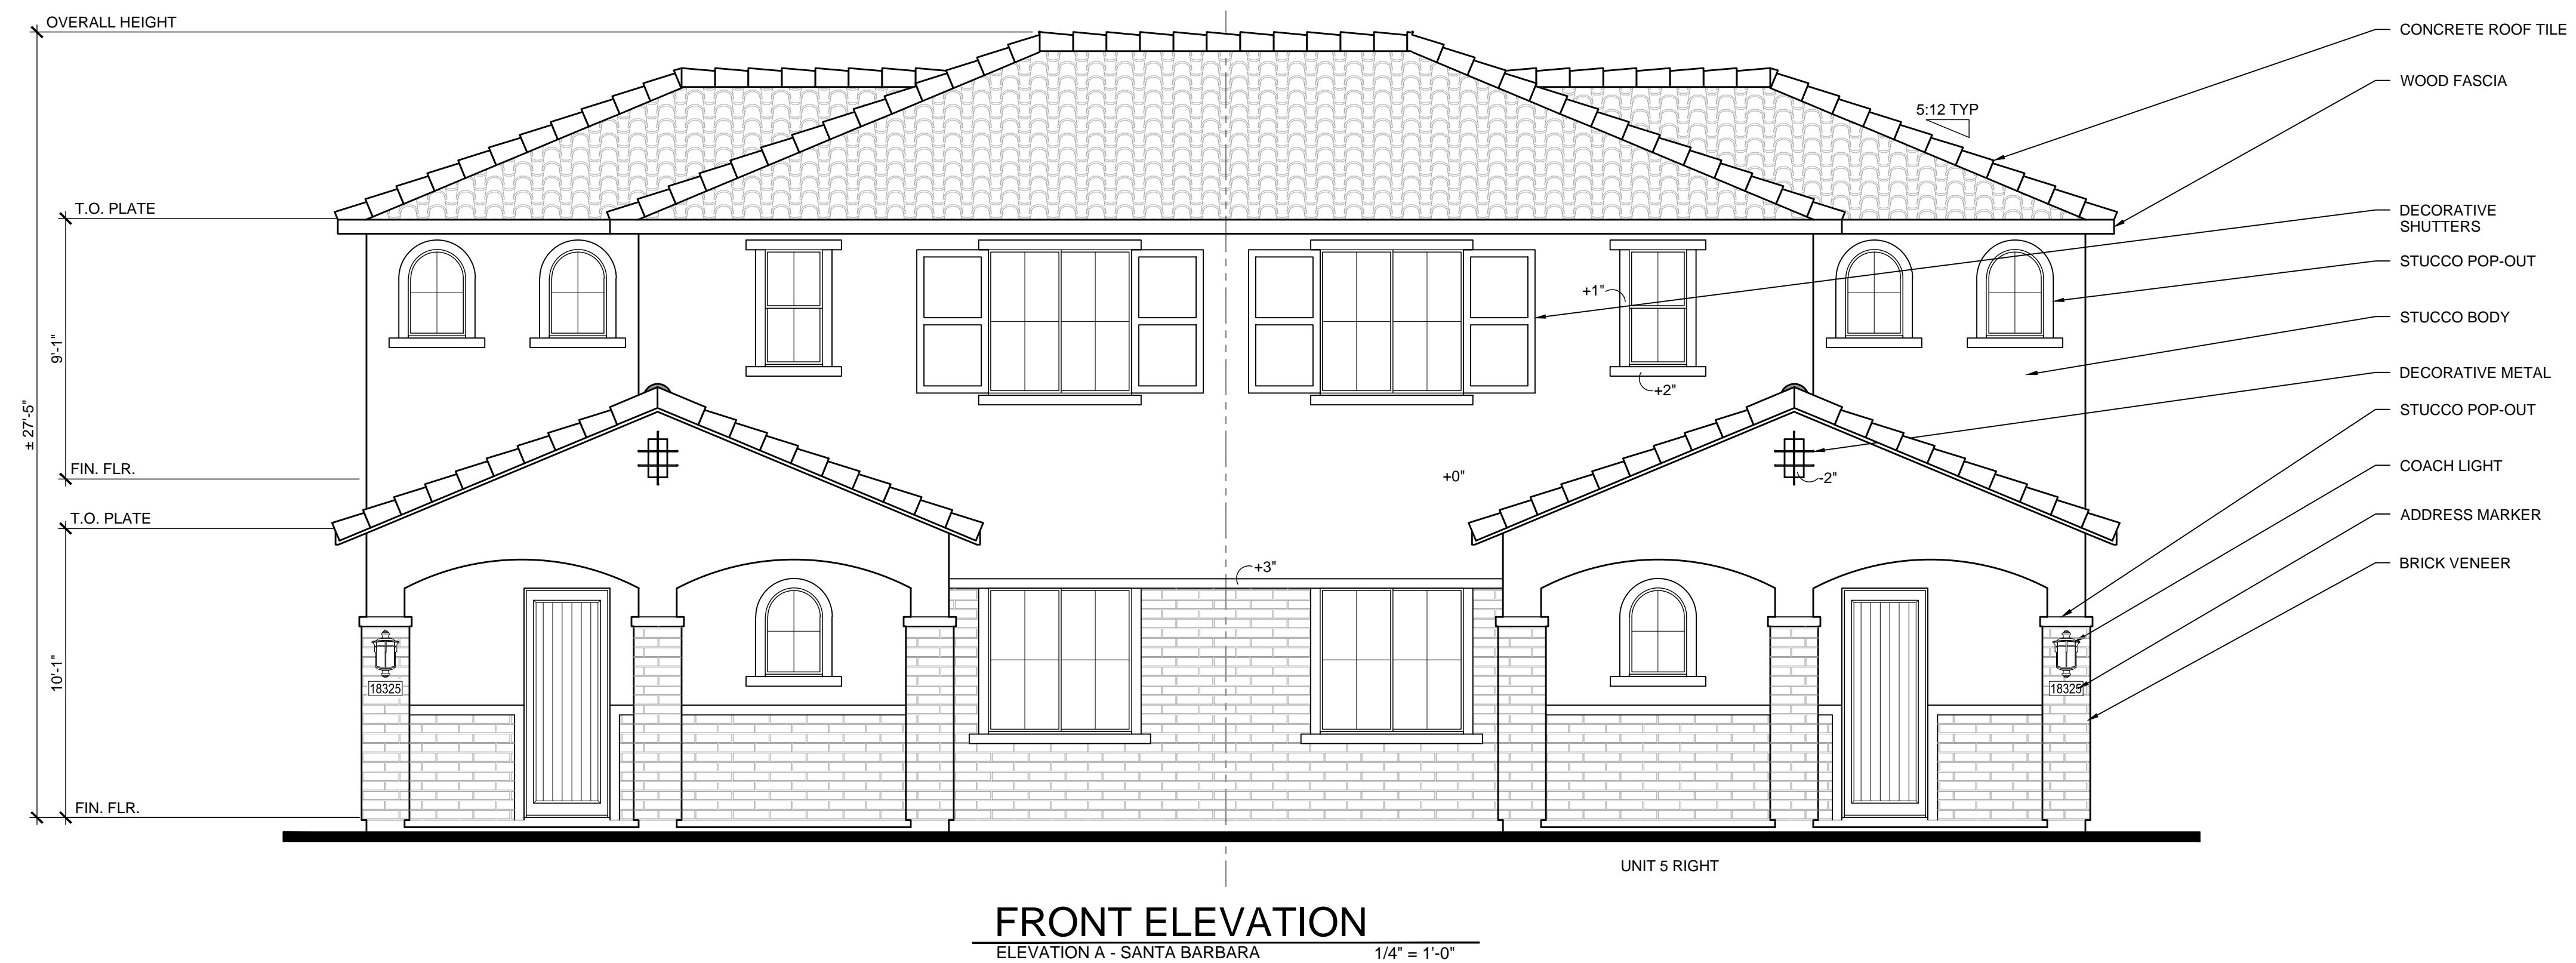 OVERALL HEIGHT
CONCRETE ROOF TILE
WOOD FASCIA
5:12 TYP
T.O. PLATE
DECORATIVE
SHUTTERS
STUCCO POP-OUT
+1"
STUCCO BODY
9'-1"
DECORATIVE METAL
+2"
STUCCO POP-OUT
± 27'-5"
FIN. FLR.
+0"
-2"
COACH LIGHT
T.O. PLATE
ADDRESS MARKER
+3"
BRICK VENEER
10'-1"
18325
18325
FIN. FLR.
UNIT 5 RIGHT
FRONT ELEVATION
ELEVATION A - SANTA BARBARA 1/4" = 1'-0"